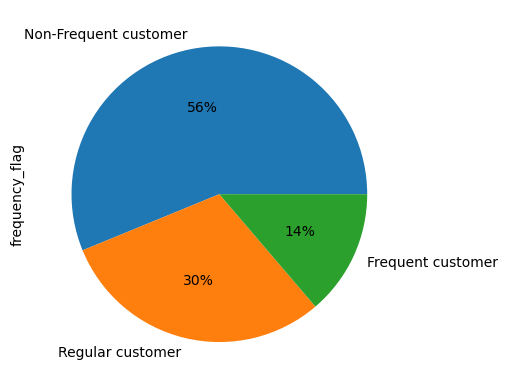 Non-Frequent customer
56%
frequency_flag
14%
Frequent customer
30%
Regular customer